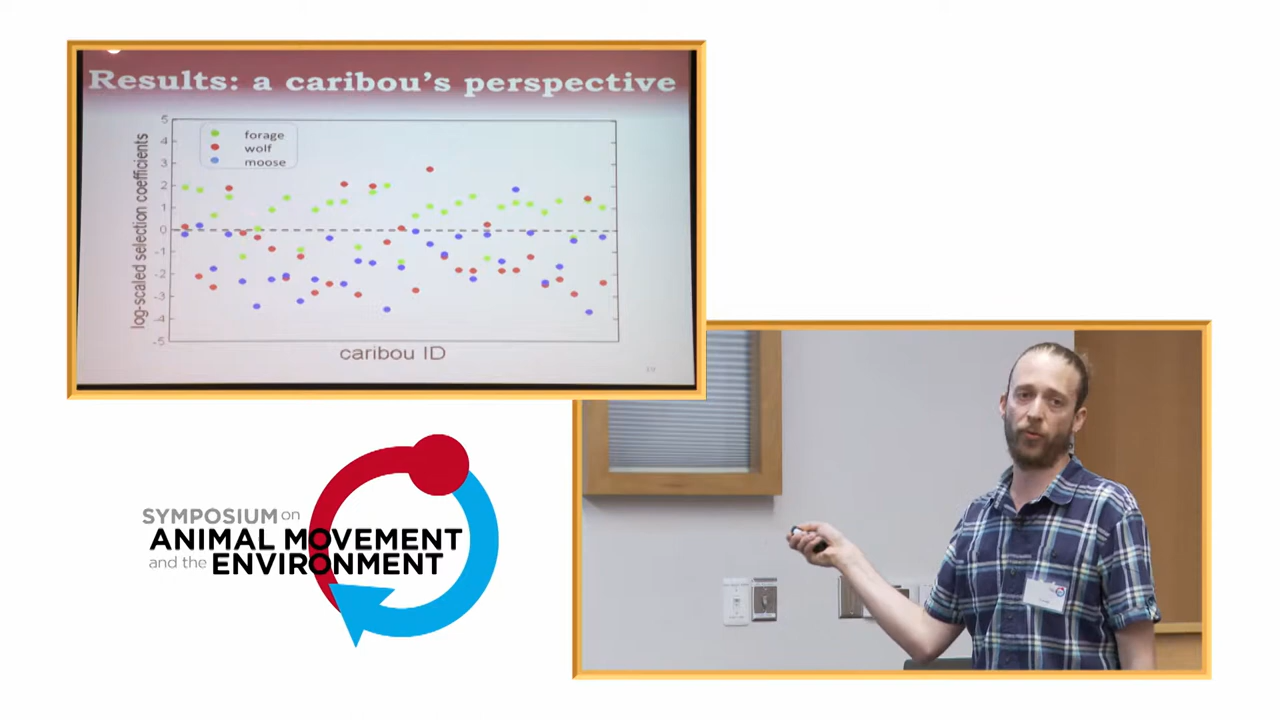 Results: a caribou's perspective
log-scaled selection coefficients
5
4
3
2
1
0
-1
-2
-3
-4
-5
forage
wolf
moose
caribou ID
SYMPOSIUM on
ANIMAL MOVEMENT
and the ENVIRONMENT